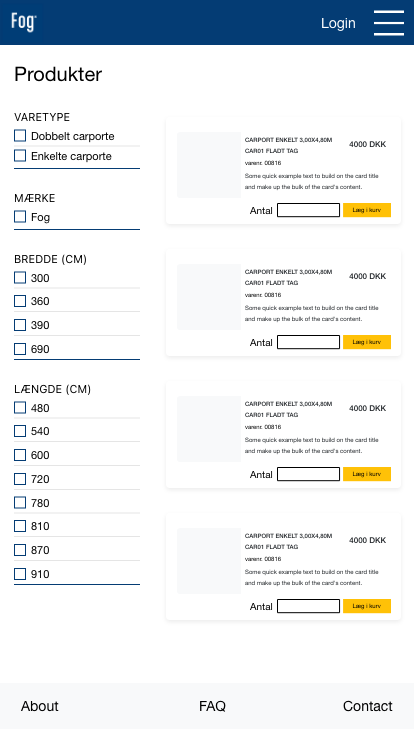 Fog
Login
Produkter
VARETYPE
Dobbelt carporte
Enkelte carporte
MÆRKE
Fog
BREDDE (CM)
300
360
390
690
LÆNGDE (CM)
480
540
600
720
780
810
870
910
CARPORT ENKELT 3,00X4,80M
CAR01 FLADT TAG
4000 DKK
varenr. 00816
Some quick example text to build on the card title
and make up the bulk of the card's content.
Antal
Læg i kurv
CARPORT ENKELT 3,00X4,80M
CAR01 FLADT TAG
4000 DKK
varenr. 00816
Some quick example text to build on the card title
and make up the bulk of the card's content.
Antal
Læg i kurv
CARPORT ENKELT 3,00X4,80M
CAR01 FLADT TAG
4000 DKK
varenr. 00816
Some quick example text to build on the card title
and make up the bulk of the card's content.
Antal
Læg i kurv
CARPORT ENKELT 3,00X4,80M
CAR01 FLADT TAG
4000 DKK
varenr. 00816
Some quick example text to build on the card title
and make up the bulk of the card's content.
Antal
Læg i kurv
About
FAQ
Contact